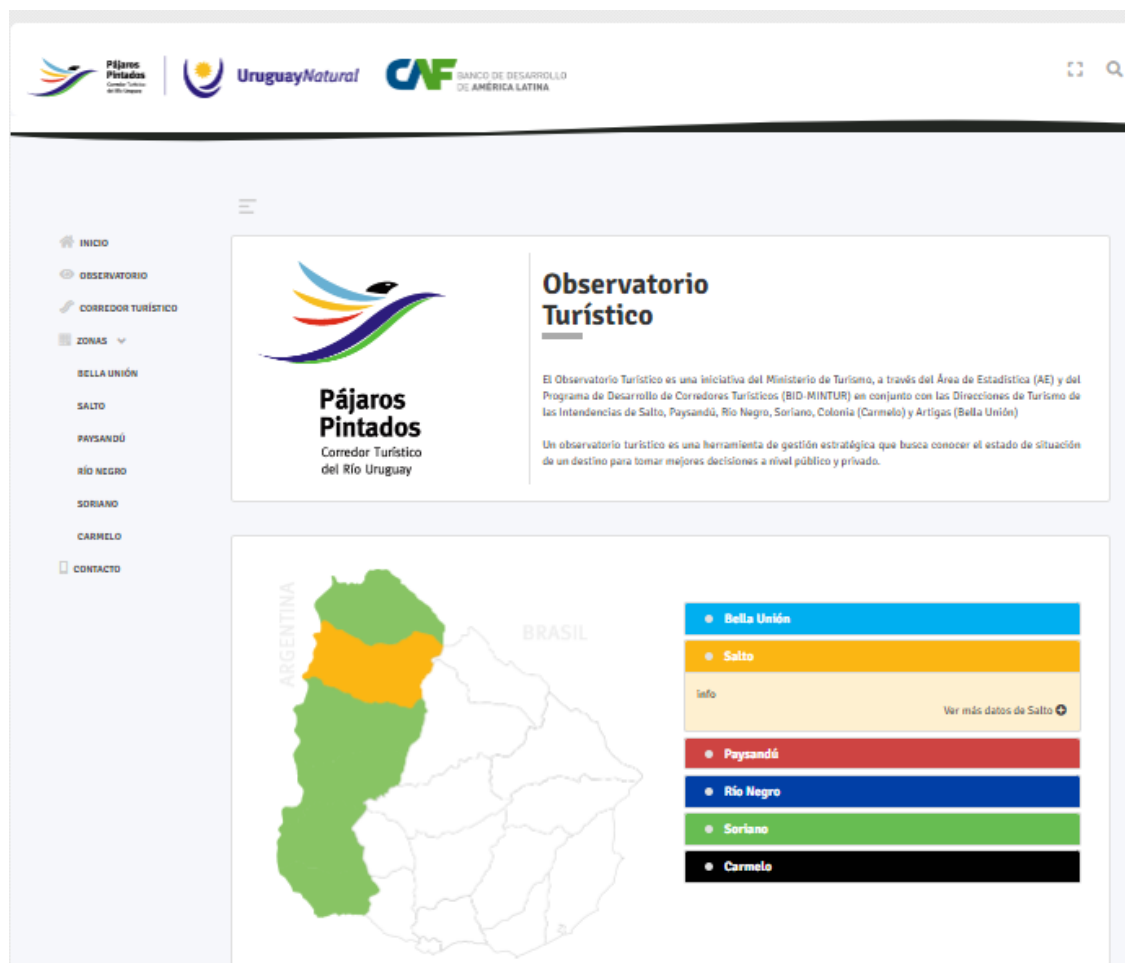 Pájaros
Pintados
Corredor Turístico
del Río Uruguay
UruguayNatural
CAF
BANCO DE DESARROLLO
DE AMÉRICA LATINA
INICIO
OBSERVATORIO
CORREDOR TURÍSTICO
ZONAS
BELLA UNIÓN
SALTO
PAYSANDÚ
RÍO NEGRO
SORIANO
CARMELO
CONTACTO
Pájaros
Pintados
Corredor Turístico
del Río Uruguay
Observatorio
Turístico
El Observatorio Turístico es una iniciativa del Ministerio de Turismo, a través del Área de Estadística (AE) y del
Programa de Desarrollo de Corredores Turísticos (BID-MINTUR) en conjunto con las Direcciones de Turismo de
las Intendencias de Salto, Paysandú, Río Negro, Soriano, Colonia (Carmelo) y Artigas (Bella Unión)
Un observatorio turístico es una herramienta de gestión estratégica que busca conocer el estado de situación
de un destino para tomar mejores decisiones a nivel público y privado.
ARGENTINA
BRASIL
Bella Unión
Salto
info
Ver más datos de Salto
Paysandú
Río Negro
Soriano
Carmelo